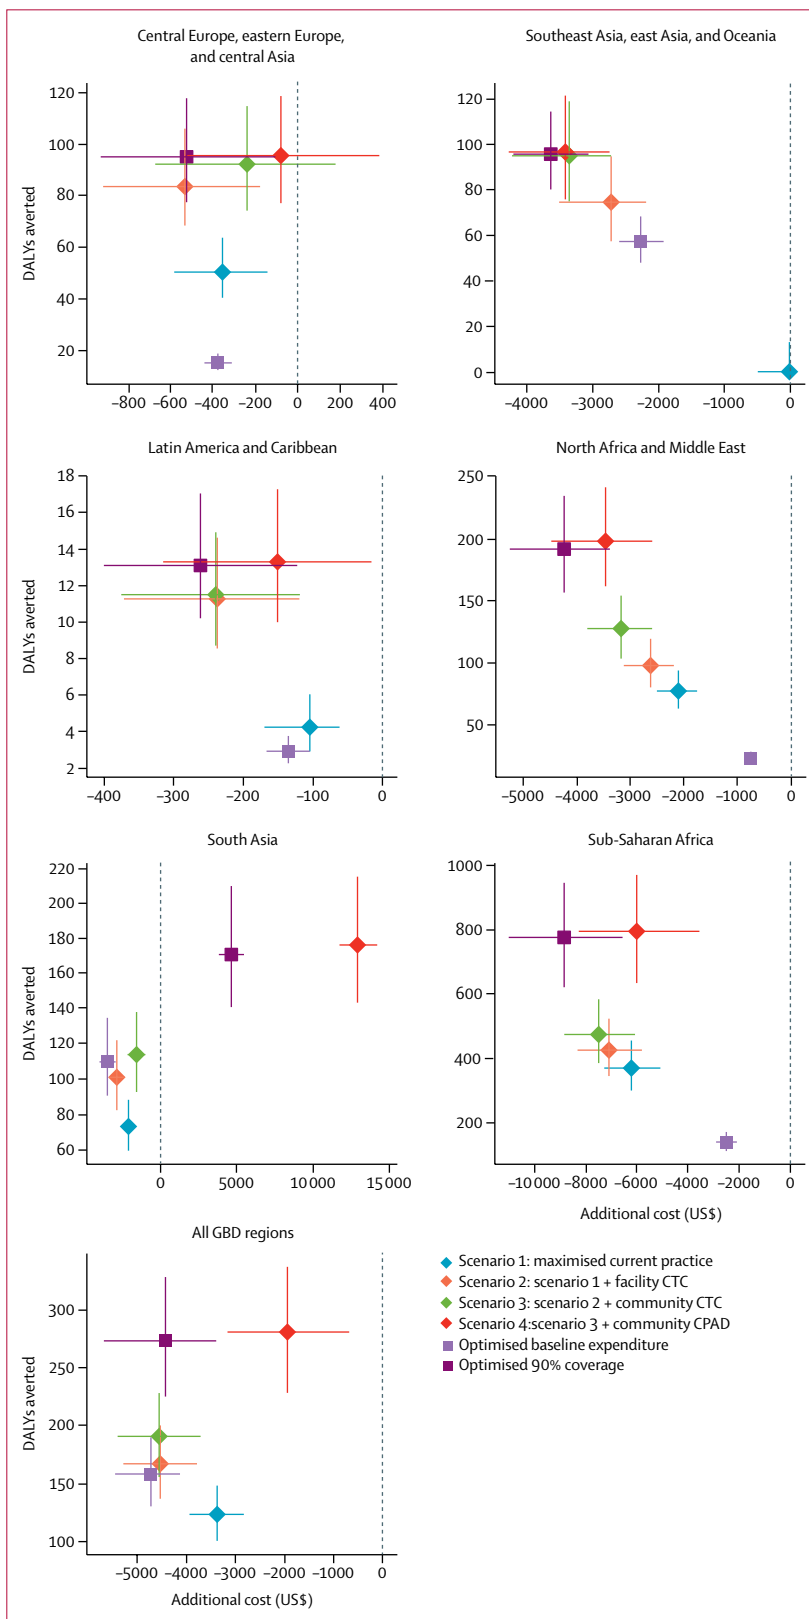 Central Europe, eastern Europe,
and central Asia
DALYs averted
120
100
80
60
40
20
–800 –600 –400 –200 0 200 400
Southeast Asia, east Asia, and Oceania
120
100
80
60
40
20
0
–4000 –3000 –2000 –1000 0
Latin America and Caribbean
DALYs averted
18
16
14
12
10
8
6
4
2
–400 –300 –200 –100 0
North Africa and Middle East
250
200
150
100
50
–5000 –4000 –3000 –2000 –1000 0
South Asia
DALYs averted
220
200
180
160
140
120
100
80
60
0 5000 10 000 15 000
Sub-Saharan Africa
1000
800
600
400
200
–10 000 –8000 –6000 –4000 –2000 0
Additional cost (US$)
All GBD regions
DALYs averted
300
250
200
150
100
–5000 –4000 –3000 –2000 –1000 0
Additional cost (US$)
Scenario 1: maximised current practice
Scenario 2: scenario 1 + facility CTC
Scenario 3: scenario 2 + community CTC
Scenario 4:scenario 3 + community CPAD
Optimised baseline expenditure
Optimised 90% coverage